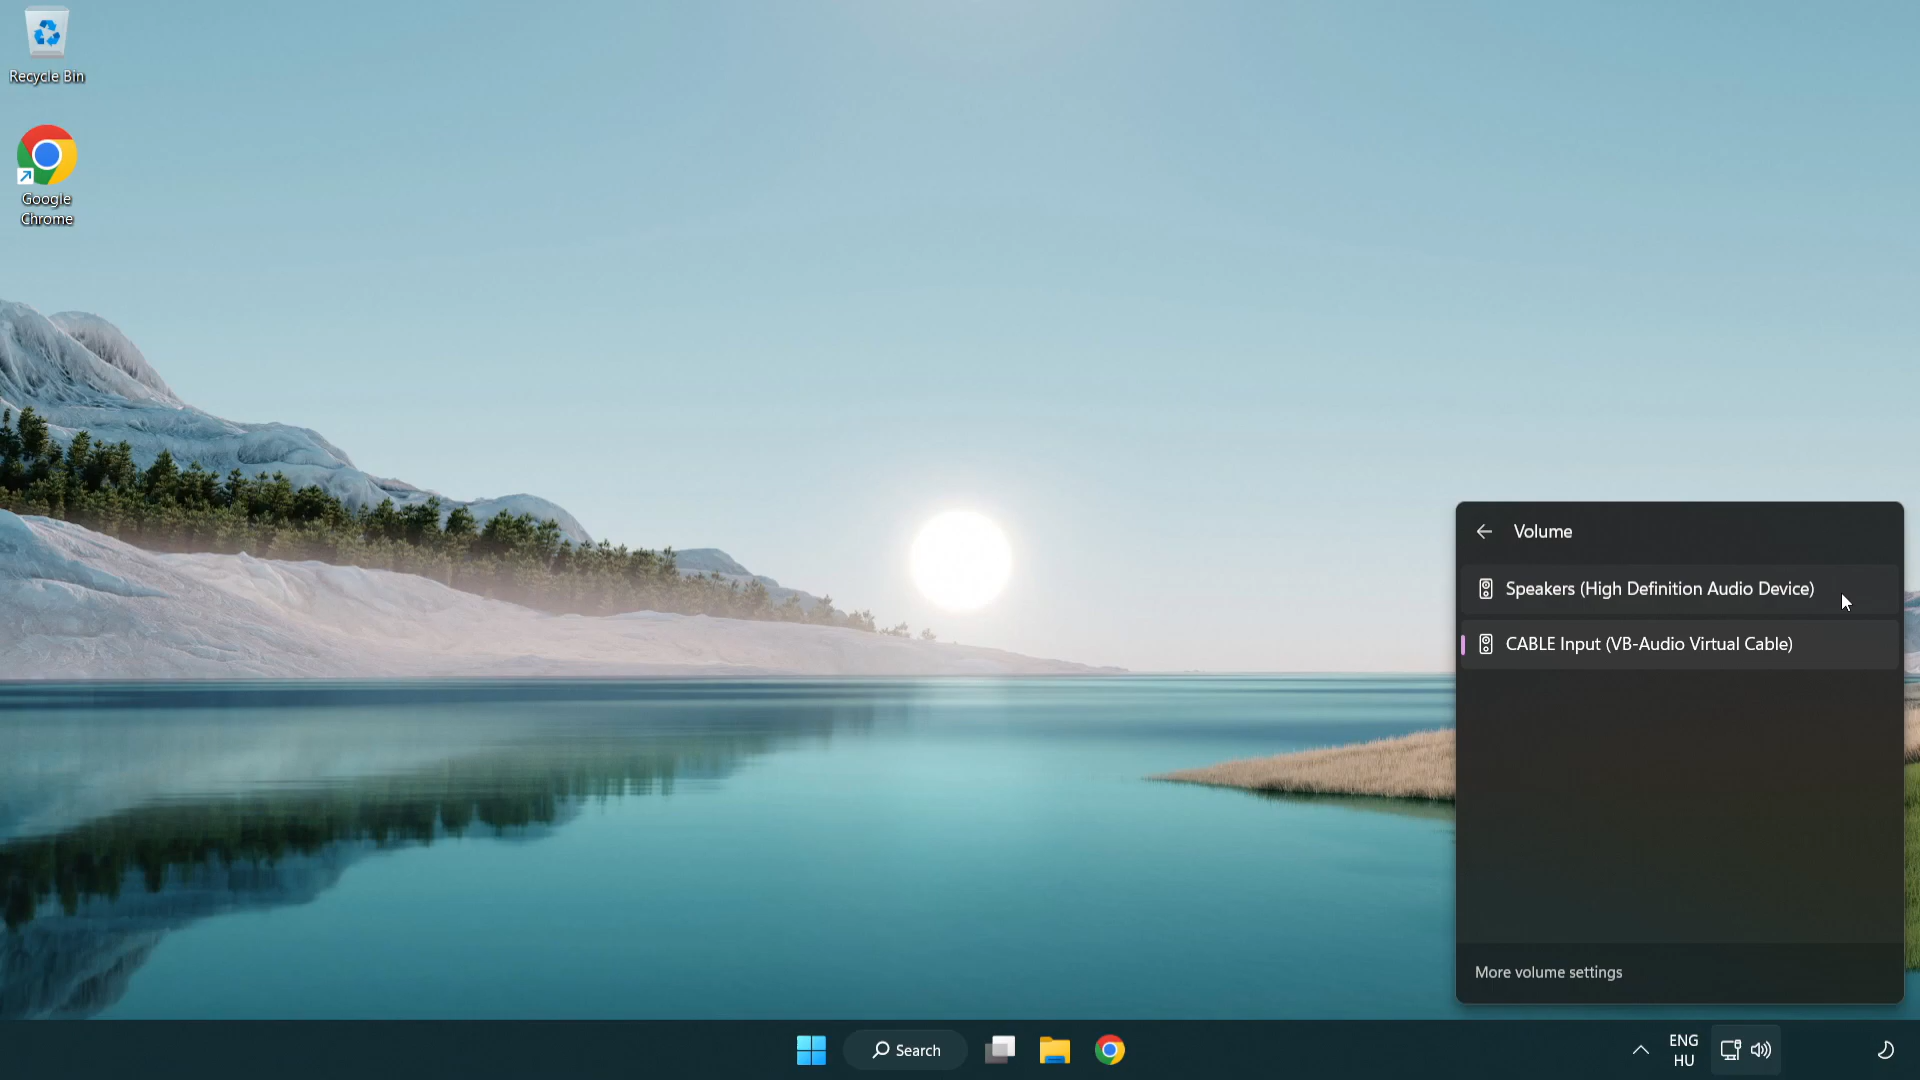 Recycle Bin
Google
Chrome
Volume
Speakers (High Definition Audio Device)
CABLE Input (VB-Audio Virtual Cable)
More volume settings
Search
ENG
HU